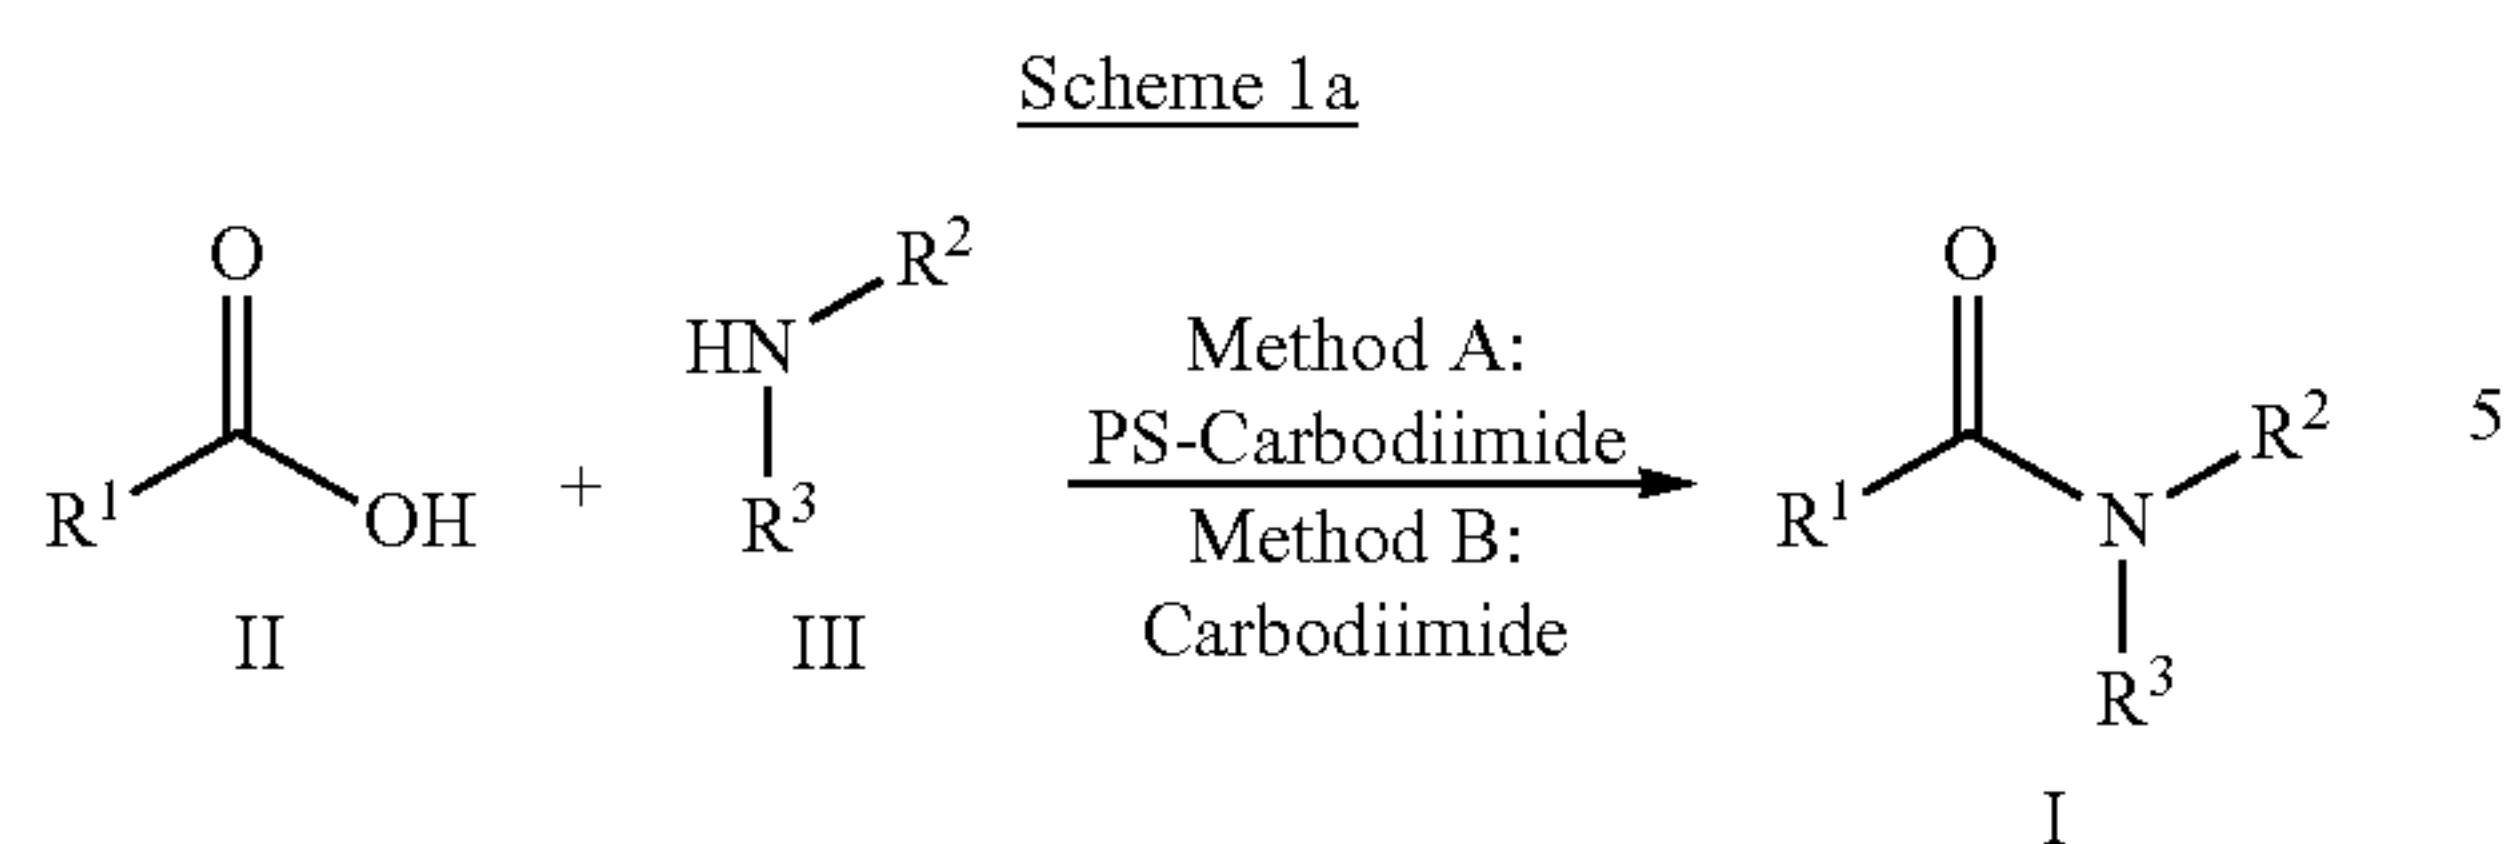 Scheme 1a
O
R² 
HN
R¹
OH
+
R³
II
III
Method A:
PS-Carbodiimide
Method B:
Carbodiimide
O
R²
R¹
N
R³
I
5